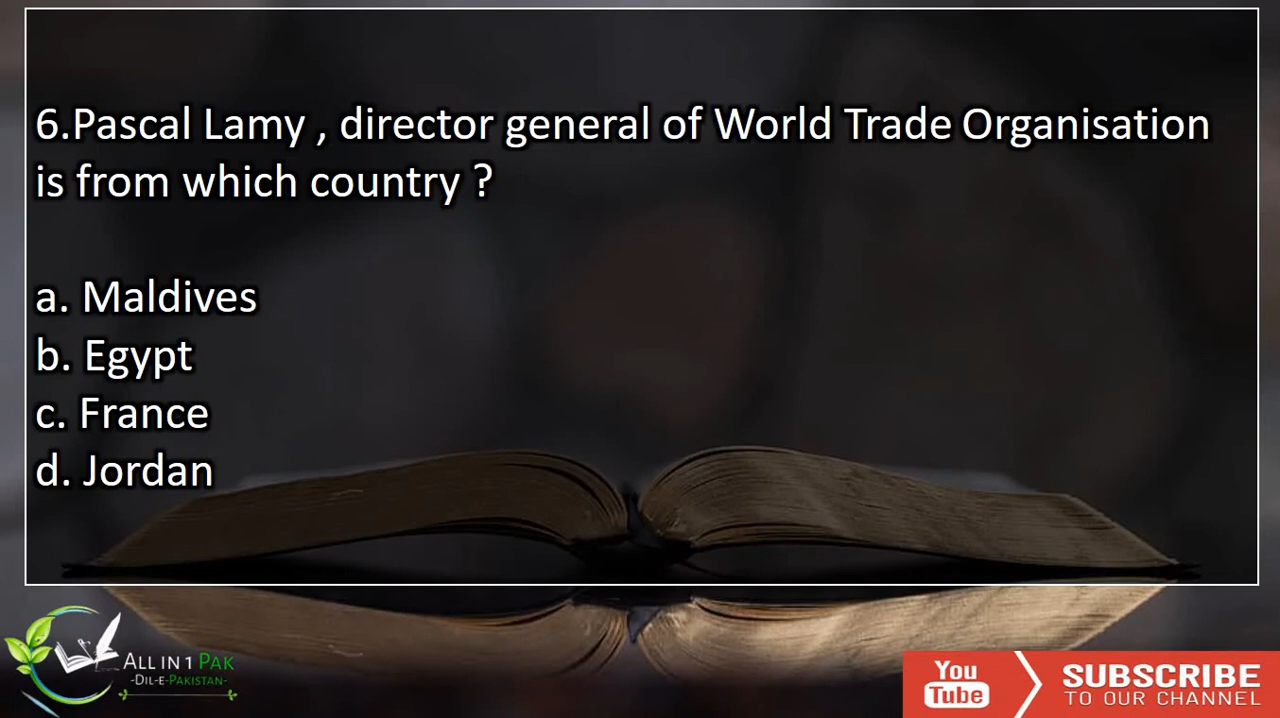 6.Pascal Lamy , director general of World Trade Organisation
is from which country ?
a. Maldives
b. Egypt
c. France
d. Jordan
ALL IN 1 PAK
-DIL-E-PAKISTAN-
You
Tube
SUBSCRIBE
TO OUR CHANNEL